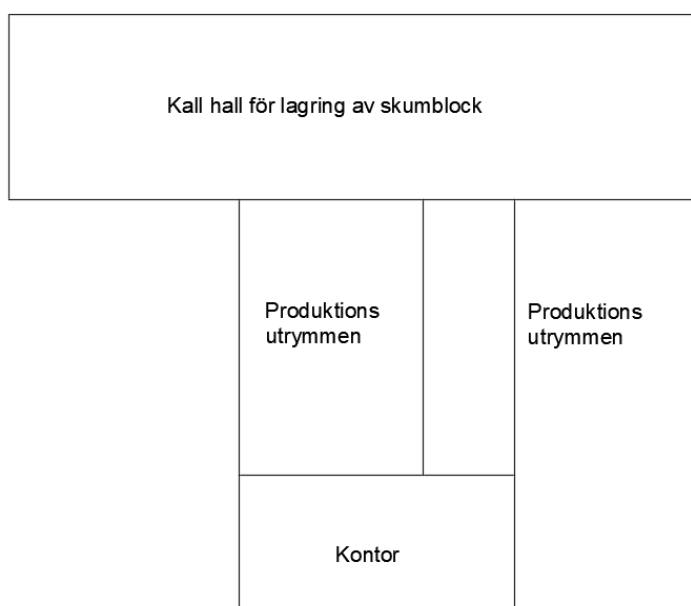 Kall hall för lagring av skumblock
Produktions
utrymmen
Produktions
utrymmen
Kontor